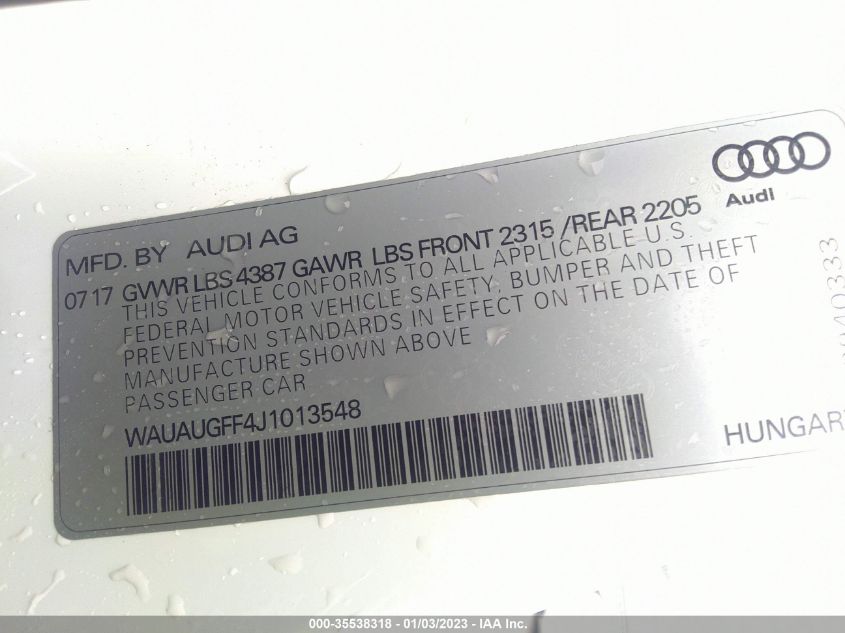 Audi
MFD. BY AUDI AG
07 17 GVWR LBS 4387 GAWR LBS FRONT 2315 /REAR 2205
THIS VEHICLE CONFORMS TO ALL APPLICABLE U.S.
FEDERAL MOTOR VEHICLE SAFETY, BUMPER AND THEFT
PREVENTION STANDARDS IN EFFECT ON THE DATE OF
MANUFACTURE SHOWN ABOVE
PASSENGER CAR
WAUAUGFF4J1013548
000-35538318 - 01/03/2023 - IAA Inc.